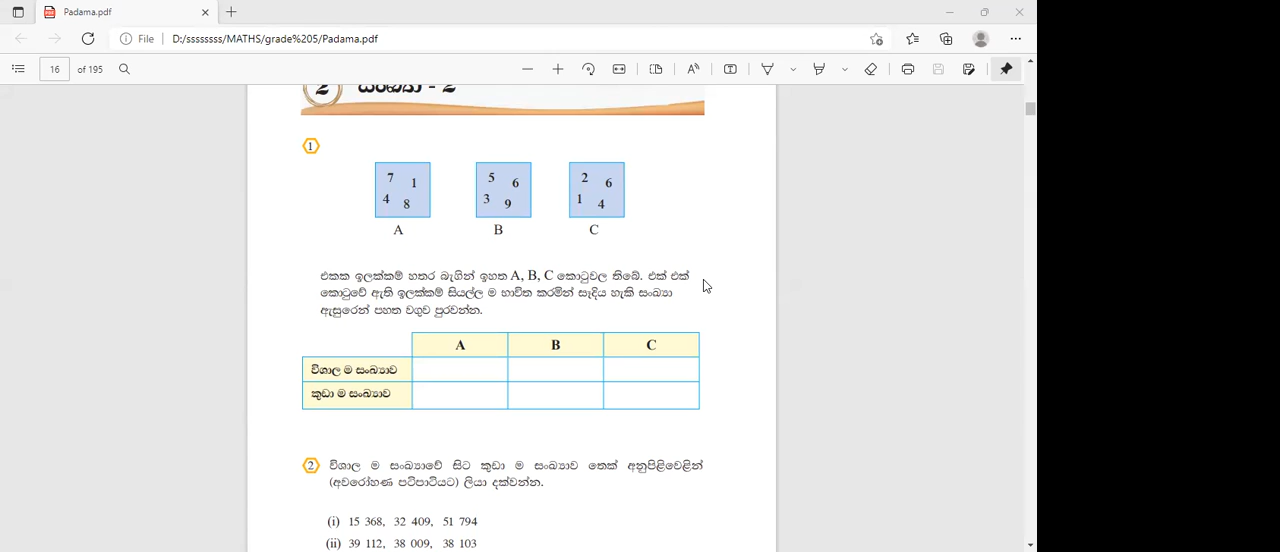 Padama.pdf
File D:/ssssssss/MATHS/grade%205/Padama.pdf
16 of 195
2 සංඛ්‍යා - 2
1
7 1
4 8
A
5 6
3 9
B
2 6
1 4
C
එකක ඉලක්කම් හතර බැගින් ඉහත A, B, C කොටුවල තිබේ. එක් එක්
කොටුවේ ඇති ඉලක්කම් සියල්ල ම භාවිත කරමින් සෑදිය හැකි සංඛ්‍යා
ඇසුරෙන් පහත වගුව පුරවන්න.
A B C
විශාල ම සංඛ්‍යාව
කුඩා ම සංඛ්‍යාව
2 විශාල ම සංඛ්‍යාවේ සිට කුඩා ම සංඛ්‍යාව තෙක් අනුපිළිවෙළින්
(අවරෝහණ පටිපාටියට) ලියා දක්වන්න.
(i) 15 368, 32 409, 51 794
(ii) 39 112, 38 009, 38 103